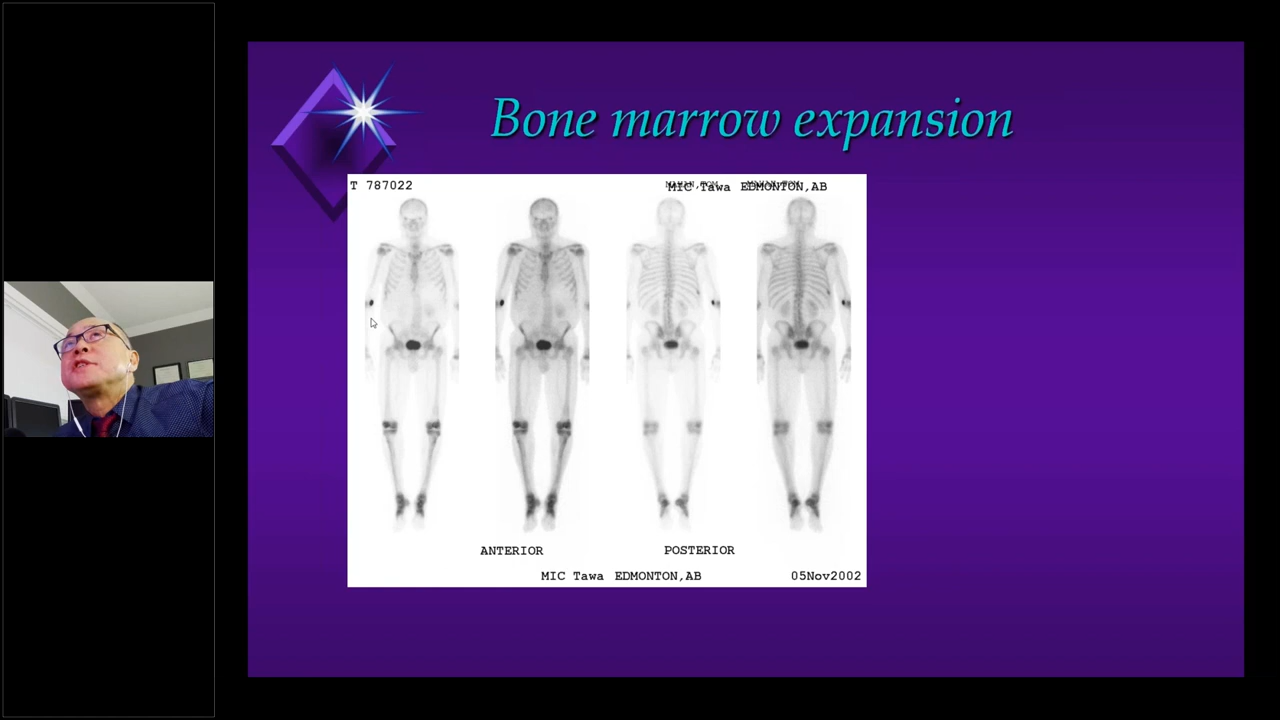 Bone marrow expansion
T 787022
MIC Tawa EDMONTON,AB
ANTERIOR
POSTERIOR
MIC Tawa EDMONTON,AB
05Nov2002